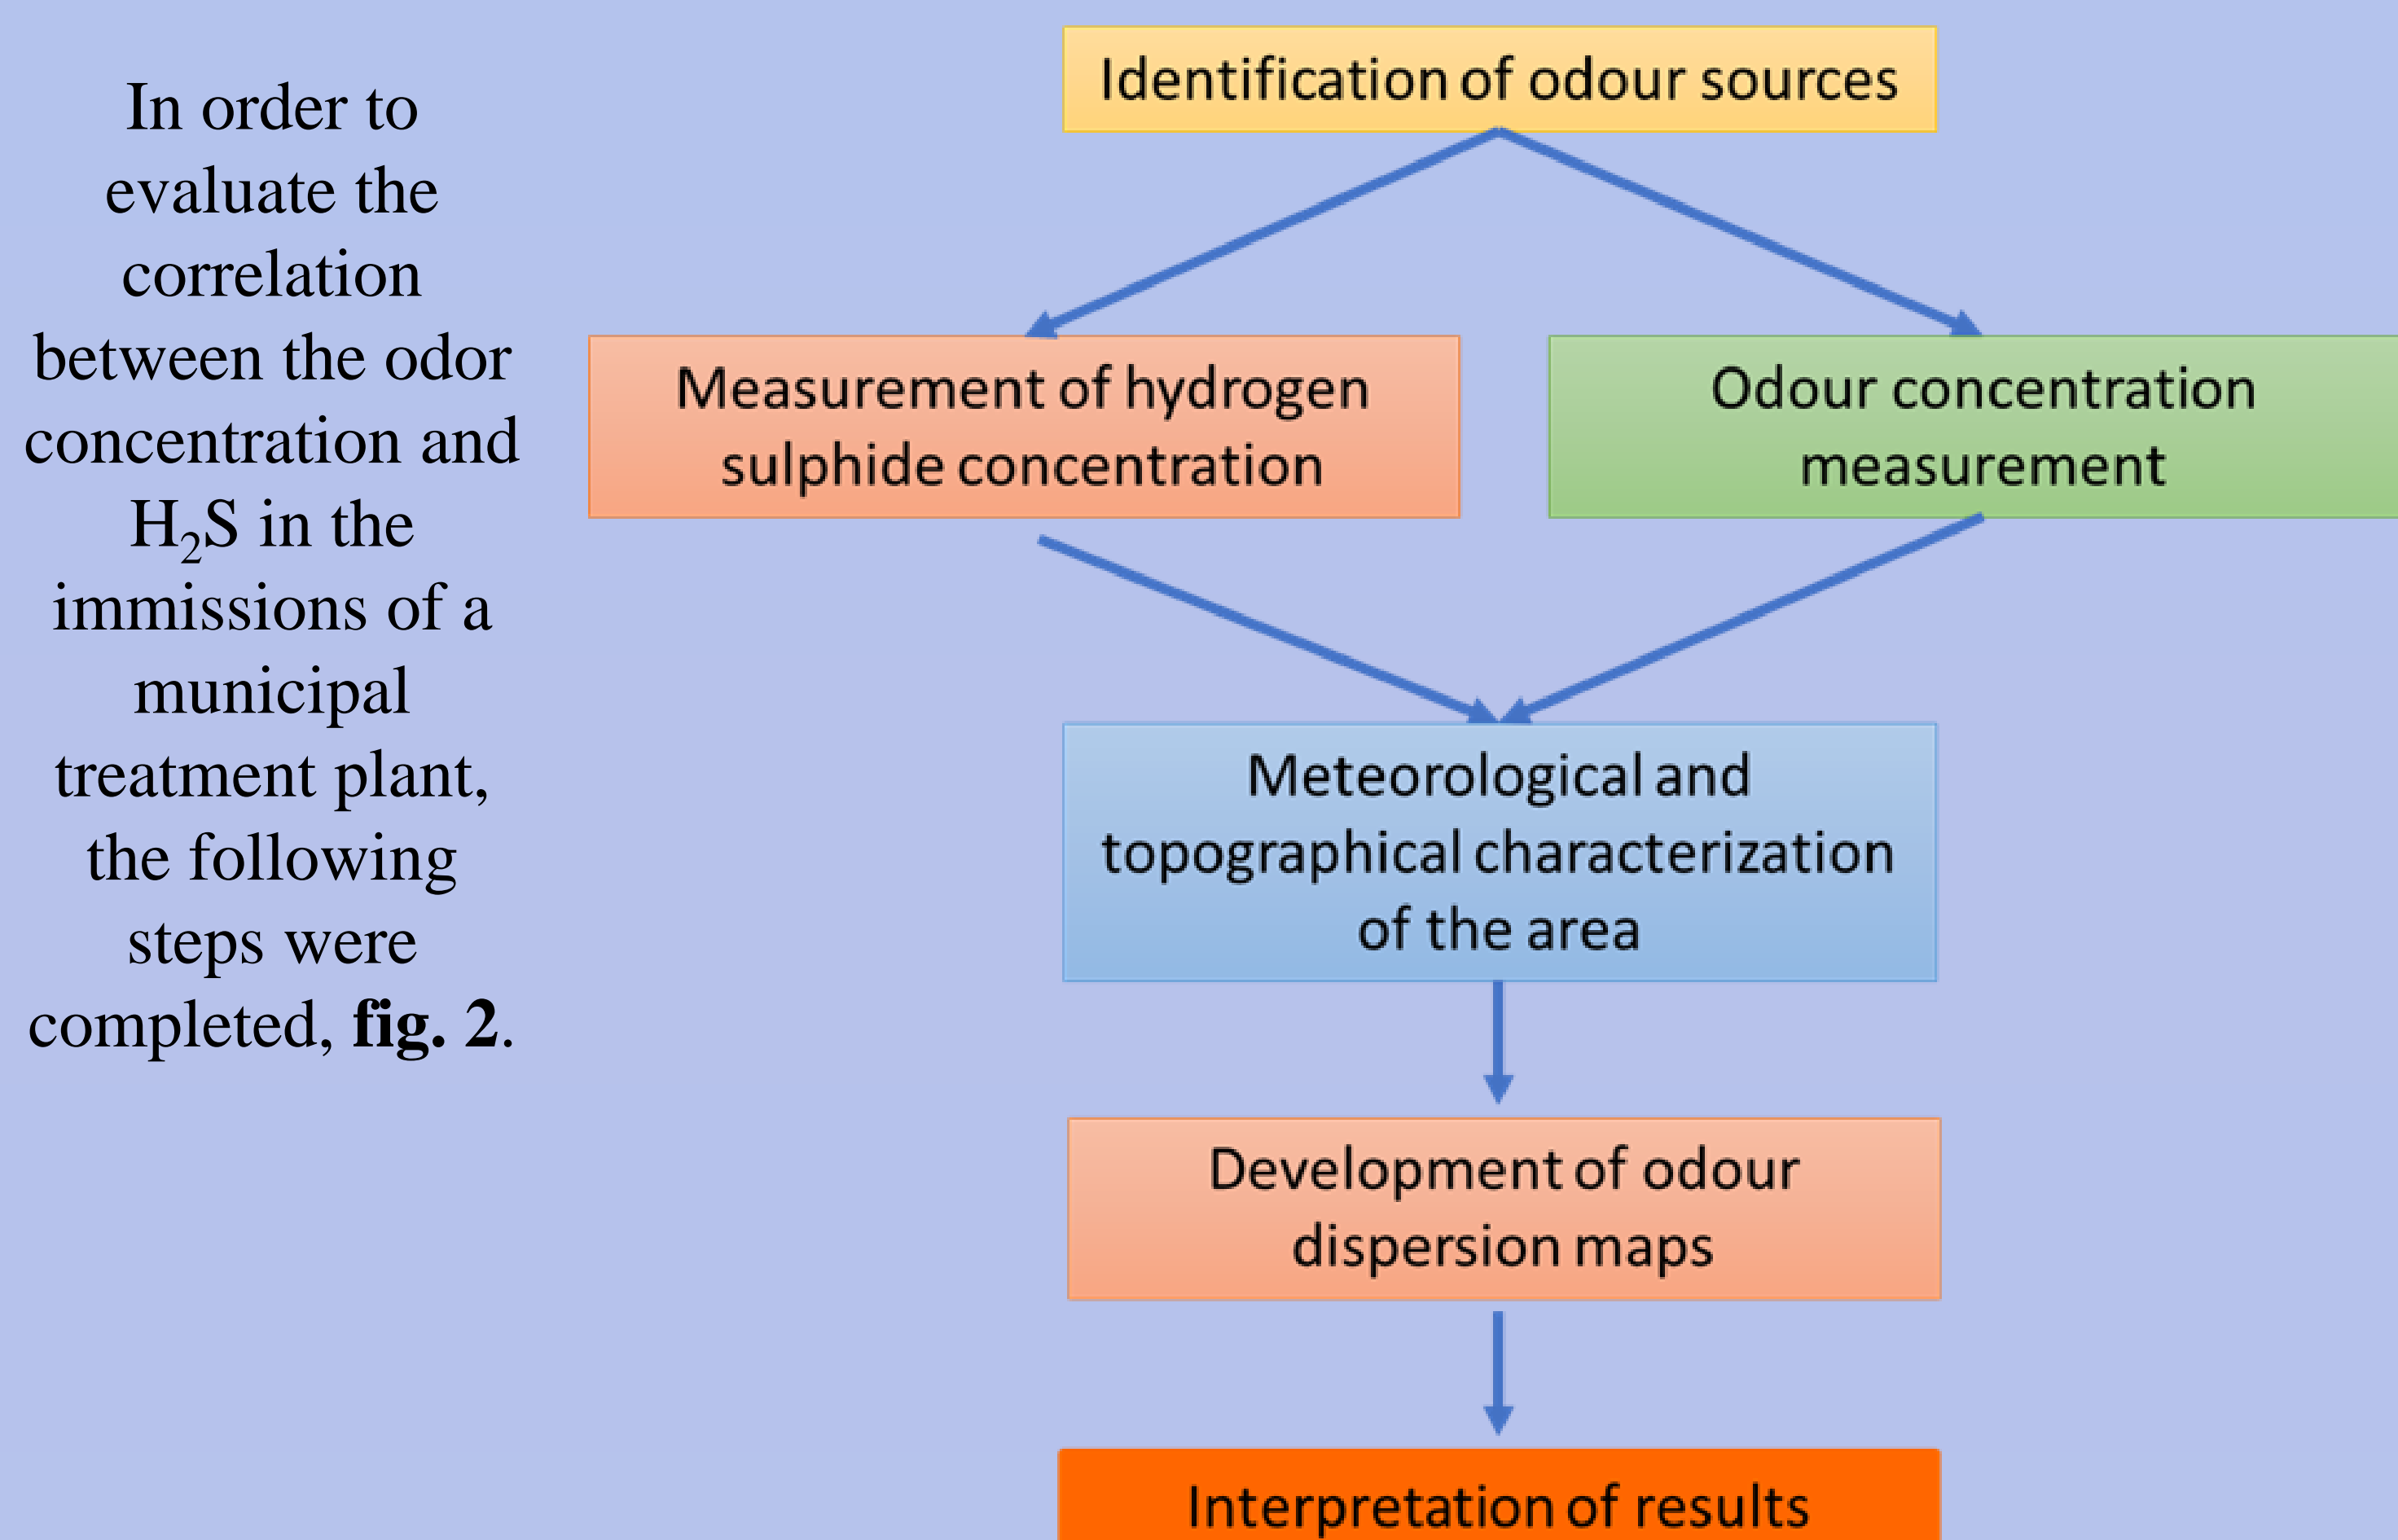 In order to
evaluate the
correlation
between the odor
concentration and
H₂S in the
immissions of a
municipal
treatment plant,
the following
steps were
completed, fig. 2.
Identification of odour sources
Measurement of hydrogen
sulphide concentration
Odour concentration
measurement
Meteorological and
topographical characterization
of the area
Development of odour
dispersion maps
Interpretation of results